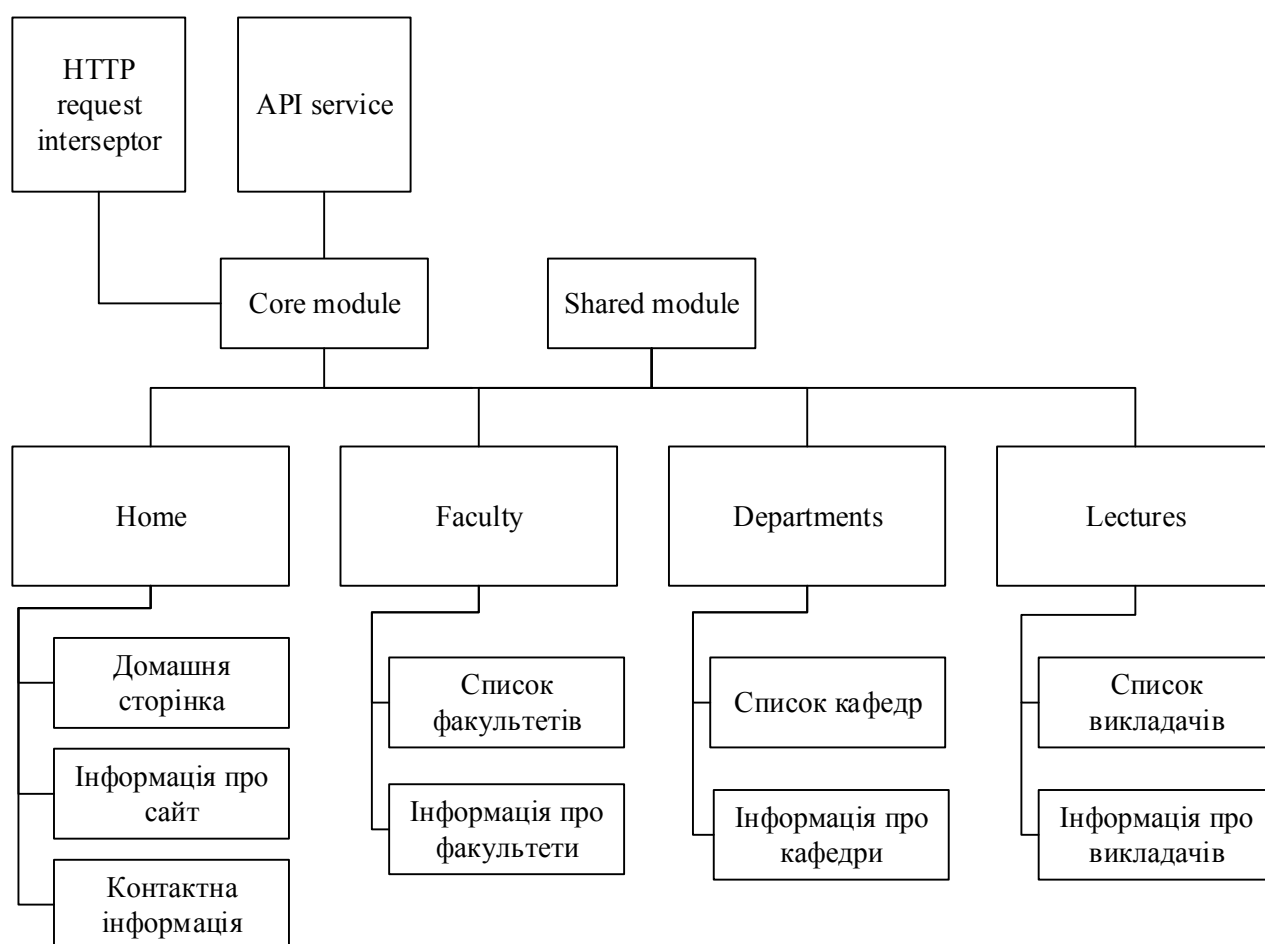 HTTP
request
interseptor
API service
Core module
Shared module
Home
Faculty
Departments
Lectures
Домашня
сторінка
Інформація про
сайт
Контактна
інформація
Список
факультетів
Інформація про
факультети
Список кафедр
Інформація про
кафедри
Список
викладачів
Інформація про
викладачів